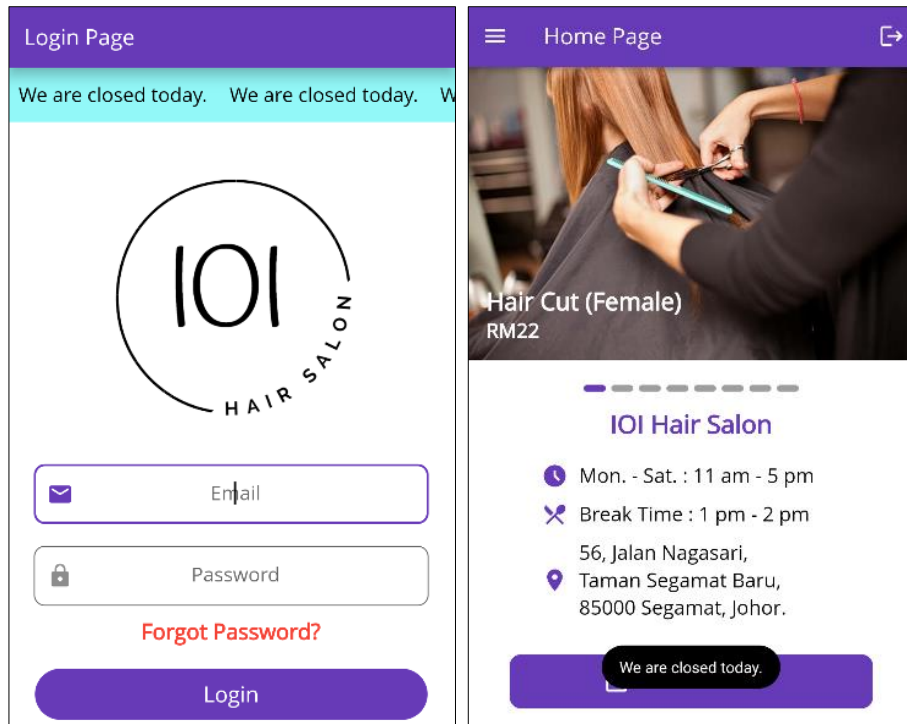 Login Page
We are closed today. We are closed today. W
IOI
HAIR SALON
Email
Password
Forgot Password?
Login
Home Page
Hair Cut (Female)
RM22
IOI Hair Salon
Mon. - Sat. : 11 am - 5 pm
Break Time : 1 pm - 2 pm
56, Jalan Nagasari,
Taman Segamat Baru,
85000 Segamat, Johor.
We are closed today.